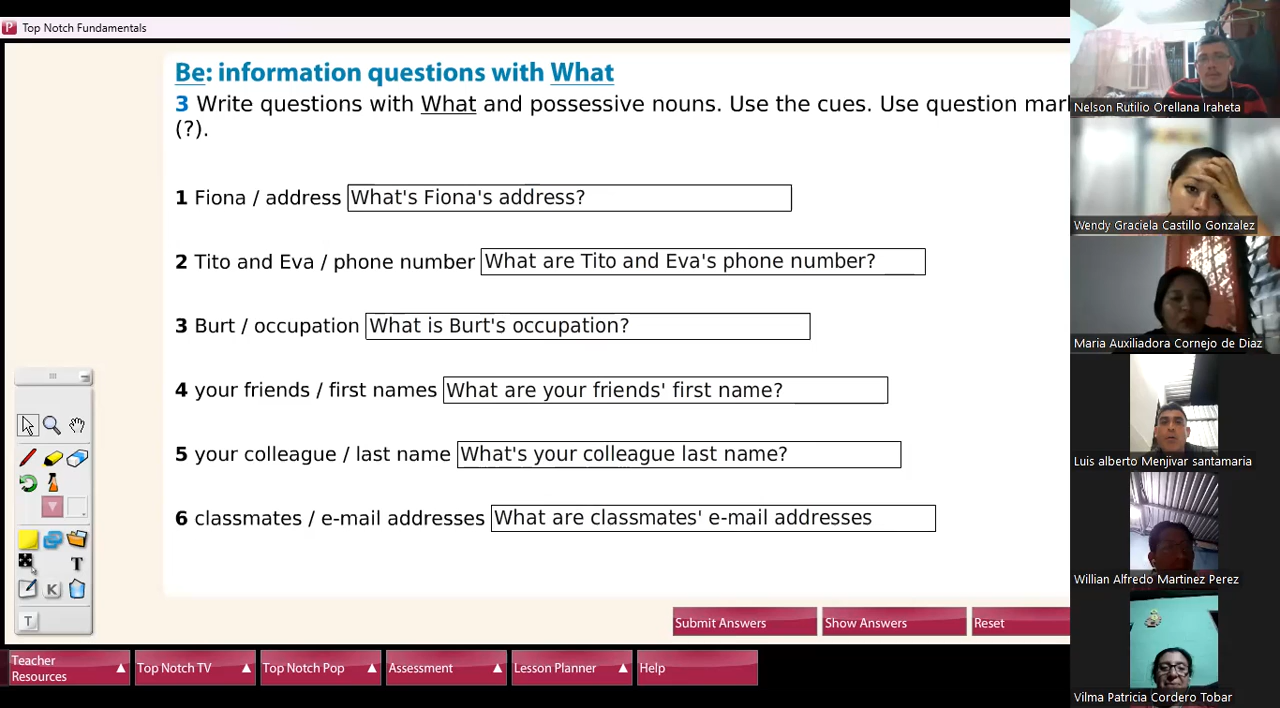 Top Notch Fundamentals
Be: information questions with What
3 Write questions with What and possessive nouns. Use the cues. Use question mar
(?).
1 Fiona / address What's Fiona's address?
2 Tito and Eva / phone number What are Tito and Eva's phone number?
3 Burt / occupation What is Burt's occupation?
4 your friends / first names What are your friends' first name?
5 your colleague / last name What's your colleague last name?
6 classmates / e-mail addresses What are classmates' e-mail addresses
T
K
T
Submit Answers
Show Answers
Reset
Teacher
Resources
Top Notch TV
Top Notch Pop
Assessment
Lesson Planner
Help
Nelson Rutilio Orellana Iraheta
Wendy Graciela Castillo Gonzalez
Maria Auxiliadora Cornejo de Diaz
Luis alberto Menjivar santamaria
Willian Alfredo Martinez Perez
Vilma Patricia Cordero Tobar